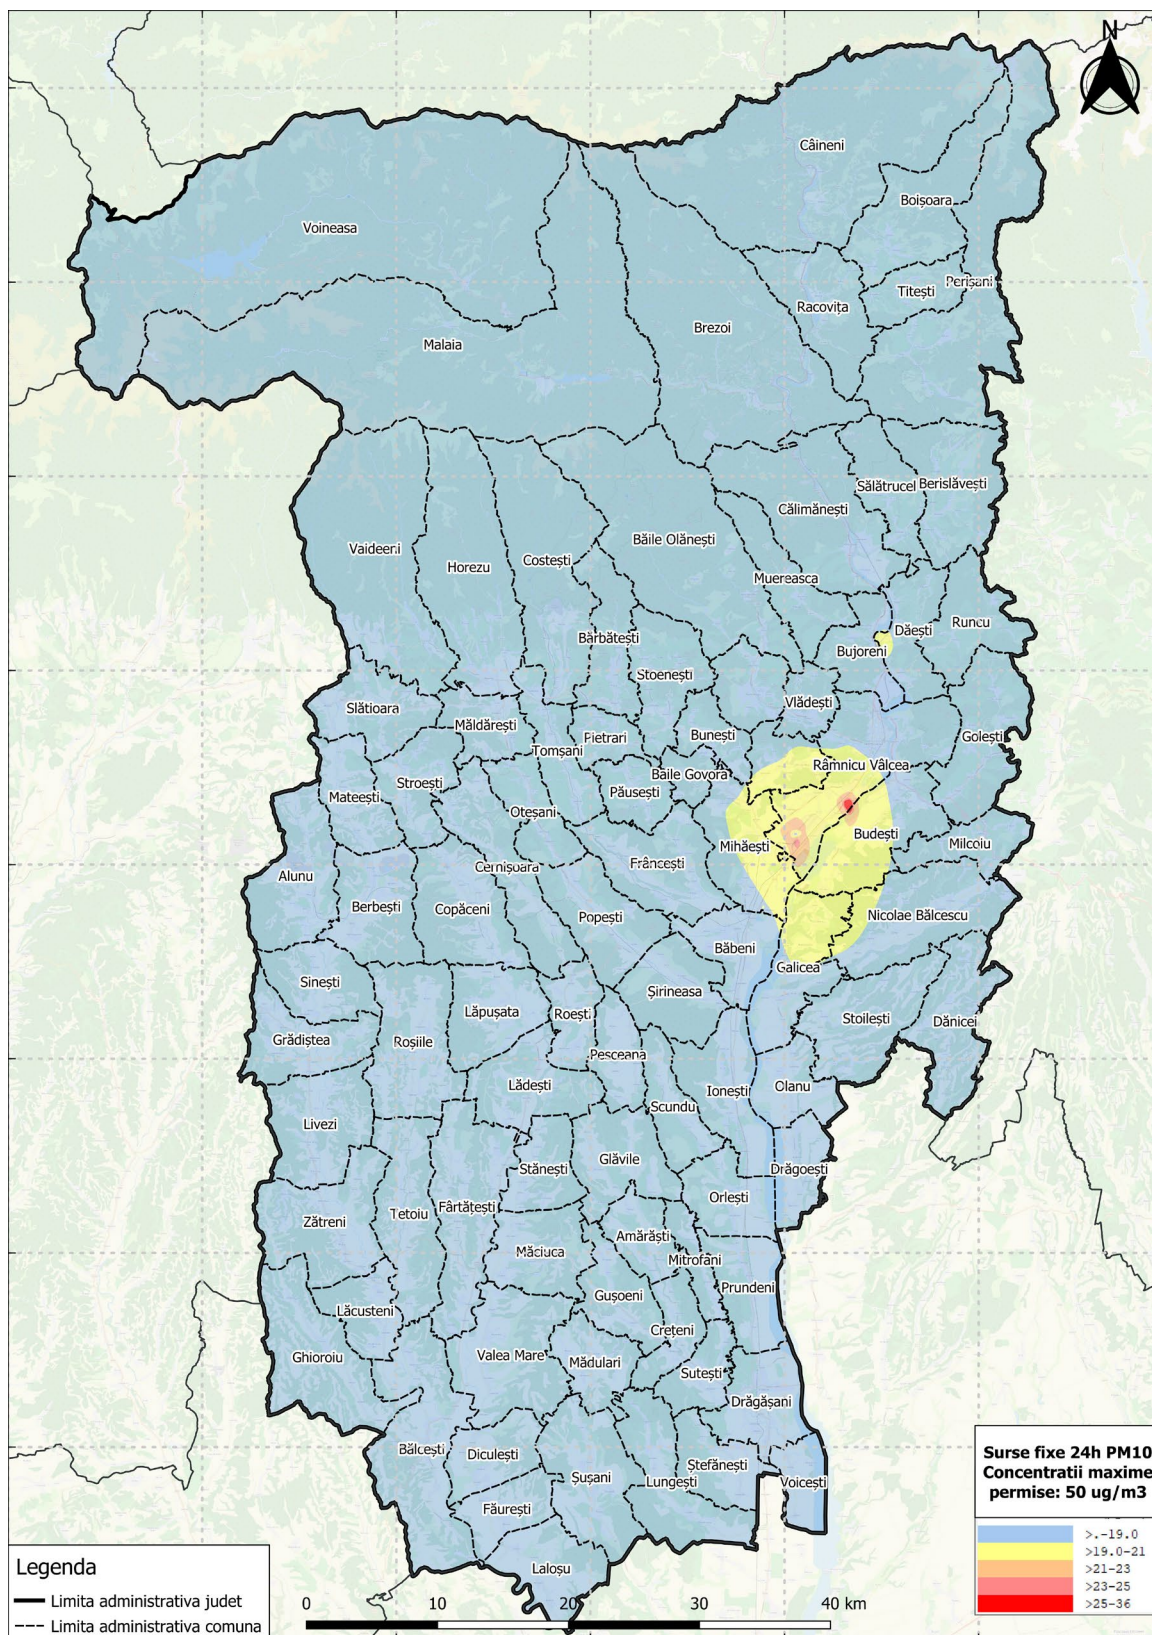 N
Câineni
Boișoara
Voineasa
Perișani
Titești
Racovița
Brezoi
Malaia
Sălătrucel
Berislăvești
Călimănești
Băile Olănești
Vaideeni
Costești
Horezu
Muereasca
Runcu
Dăești
Bărbătești
Bujoreni
Stoenești
Vlădești
Slătioara
Măldărești
Bunești
Golești
Pietrari
Tomșani
Râmnicu Vâlcea
Băile Govora
Stroești
Păusești
Mateești
Oteșani
Budești
Milcoiu
Mihăești
Frâncești
Cernișoara
Alunu
Berbești
Copăceni
Popești
Nicolae Bălcescu
Băbeni
Galicea
Sinești
Șirineasa
Lăpușata
Roești
Stoilești
Dănicei
Grădiștea
Roșiile
Pesceana
Lădești
Olanu
Ionești
Scundu
Livezi
Glăvile
Stănești
Drăgoești
Orlești
Fârtățești
Tetoiu
Zătreni
Amărăști
Măciuca
Mitrofani
Prundeni
Gușoeni
Lăcusteni
Crețeni
Valea Mare
Ghioroiu
Mădulari
Sutești
Drăgășani
Bălcești
Diculești
Ștefănești
Șușani
Lungești
Voicești
Făurești
Laloșu
Surse fixe 24h PM10
Concentratii maxime
permise: 50 ug/m3
>.-19.0
>19.0-21
>21-23
>23-25
>25-36
Legenda
Limita administrativa judet
Limita administrativa comuna
0 10 20 30 40 km